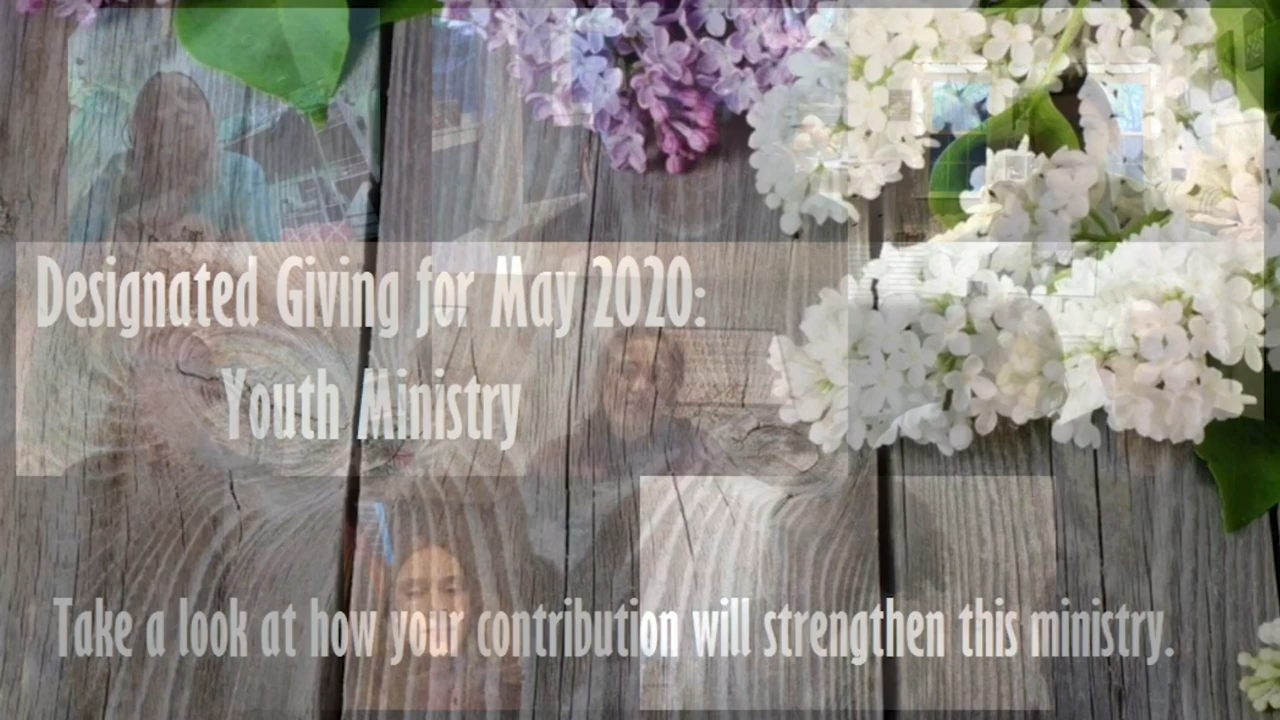 Designated Giving for May 2020:
Youth Ministry
Take a look at how your contribution will strengthen this ministry.